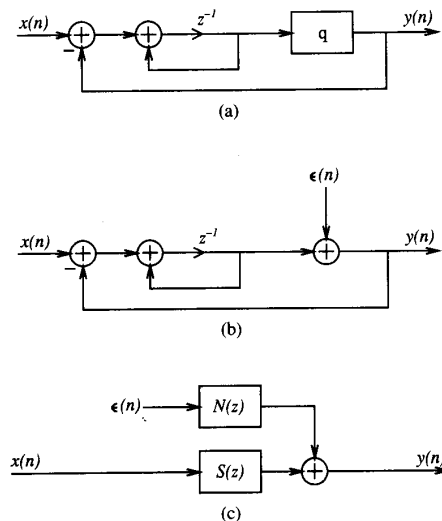 z⁻¹
x(n) + + q y(n)
−
(a)
ϵ(n)
z⁻¹
x(n) + + + y(n)
−
(b)
ϵ(n) N(z)
x(n) S(z) + y(n)
(c)